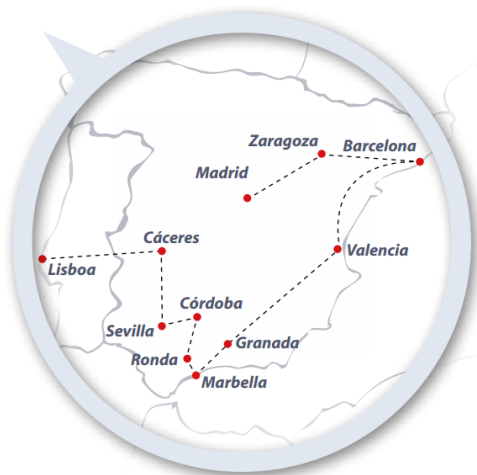 Zaragoza
Barcelona
Madrid
Cáceres
Valencia
Lisboa
Córdoba
Sevilla
Granada
Ronda
Marbella